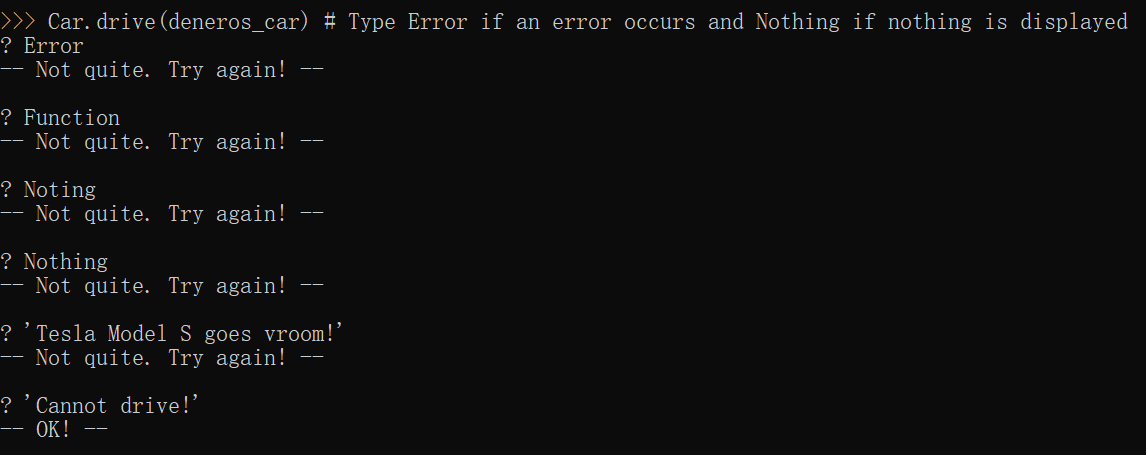 >>> Car.drive(deneros_car) # Type Error if an error occurs and Nothing if nothing is displayed
? Error
-- Not quite. Try again! --
? Function
-- Not quite. Try again! --
? Noting
-- Not quite. Try again! --
? Nothing
-- Not quite. Try again! --
? 'Tesla Model S goes vroom!'
-- Not quite. Try again! --
? 'Cannot drive!'
-- OK! --